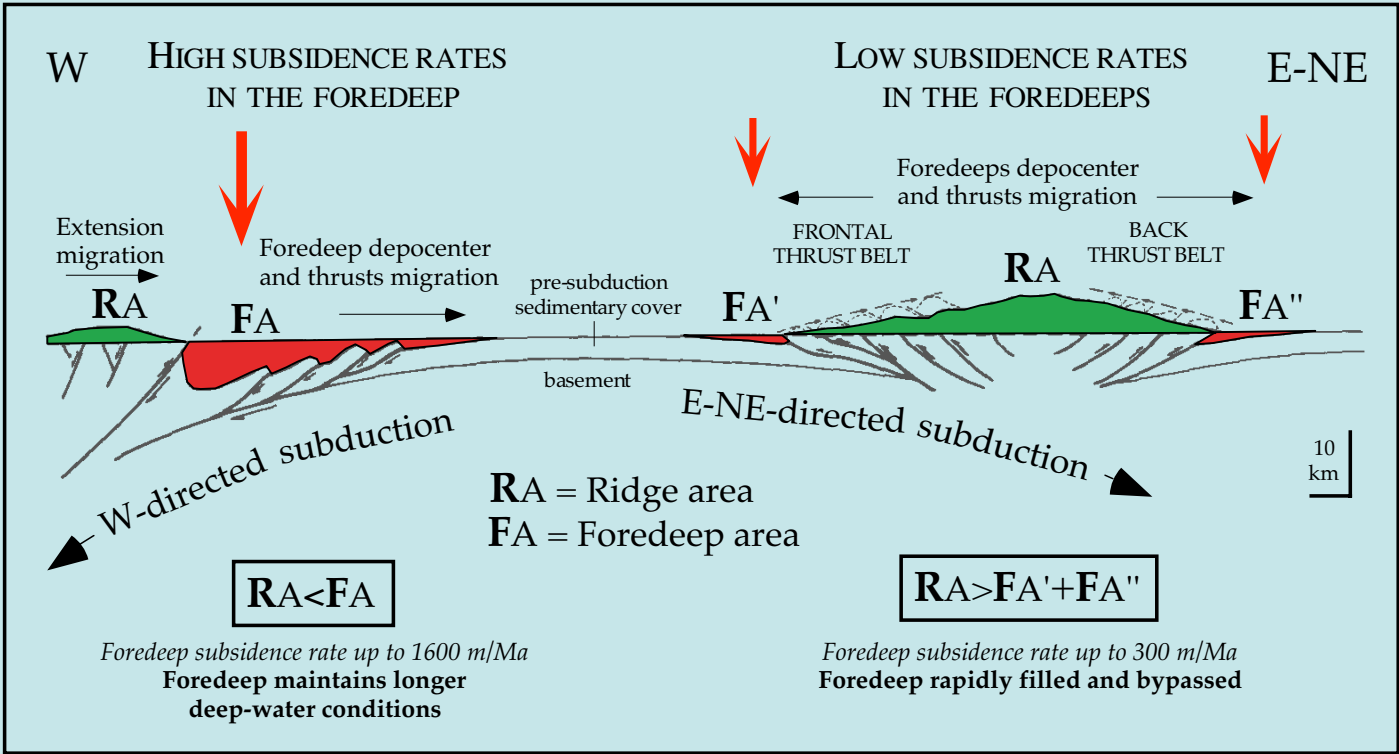 W
HIGH SUBSIDENCE RATES
IN THE FOREDEEP
LOW SUBSIDENCE RATES
IN THE FOREDEEPS
E-NE
Extension
migration
RA
FA
Foredeep depocenter
and thrusts migration
pre-subduction
sedimentary cover
basement
Foredeeps depocenter
and thrusts migration
FRONTAL
THRUST BELT
BACK
THRUST BELT
FA'
RA
FA''
W-directed subduction
E-NE-directed subduction
10
km
RA = Ridge area
FA = Foredeep area
RA<FA
Foredeep subsidence rate up to 1600 m/Ma
Foredeep maintains longer
deep-water conditions
RA>FA'+FA''
Foredeep subsidence rate up to 300 m/Ma
Foredeep rapidly filled and bypassed